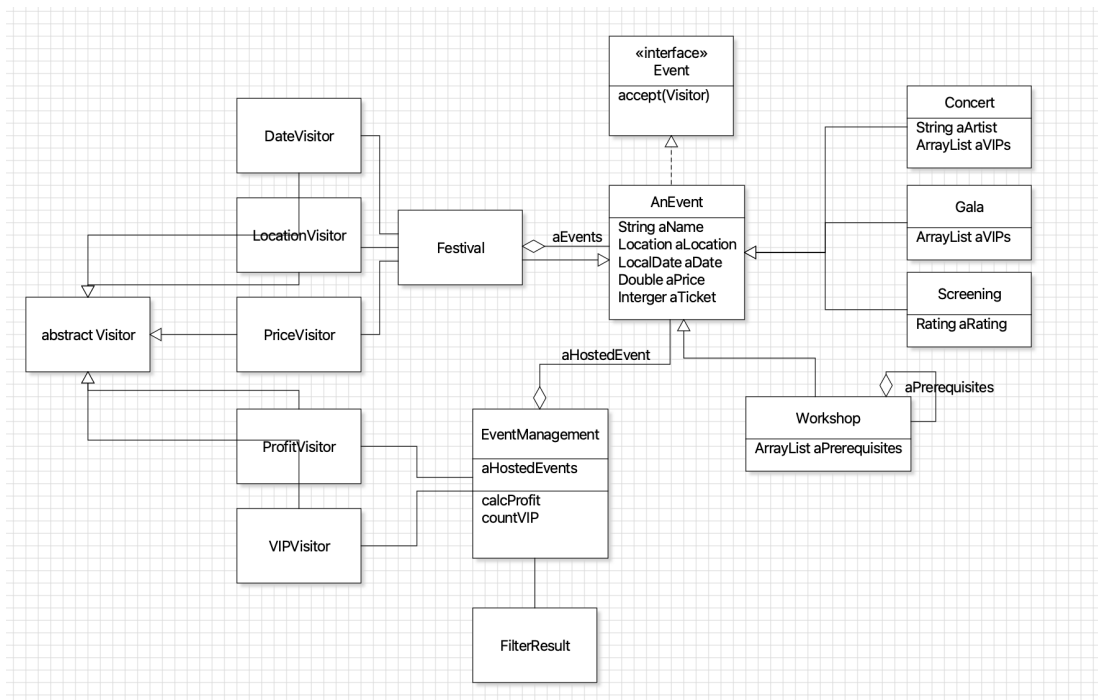 «interface»
Event
accept(Visitor)
Concert
String aArtist
ArrayList aVIPs
DateVisitor
AnEvent
String aName
Location aLocation
LocalDate aDate
Double aPrice
Interger aTicket
Gala
ArrayList aVIPs
LocationVisitor
Festival
aEvents
Screening
Rating aRating
abstract Visitor
PriceVisitor
aHostedEvent
aPrerequisites
Workshop
ArrayList aPrerequisites
ProfitVisitor
EventManagement
aHostedEvents
calcProfit
countVIP
VIPVisitor
FilterResult